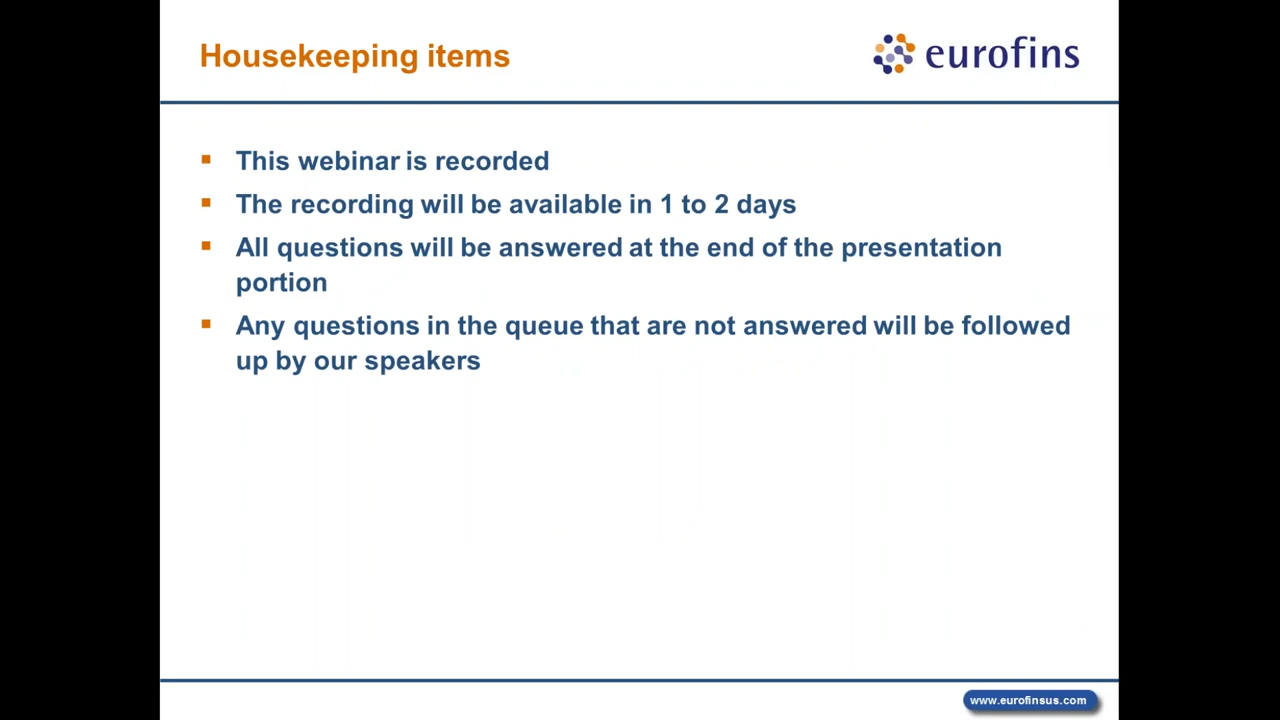 Housekeeping items
eurofins
This webinar is recorded
The recording will be available in 1 to 2 days
All questions will be answered at the end of the presentation
portion
Any questions in the queue that are not answered will be followed
up by our speakers
www.eurofinsus.com